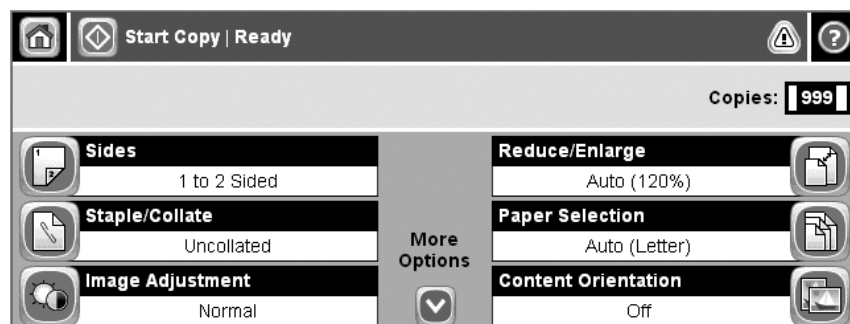 Start Copy | Ready
Copies: 999
Sides
1 to 2 Sided
Staple/Collate
Uncollated
Image Adjustment
Normal
More
Options
Reduce/Enlarge
Auto (120%)
Paper Selection
Auto (Letter)
Content Orientation
Off